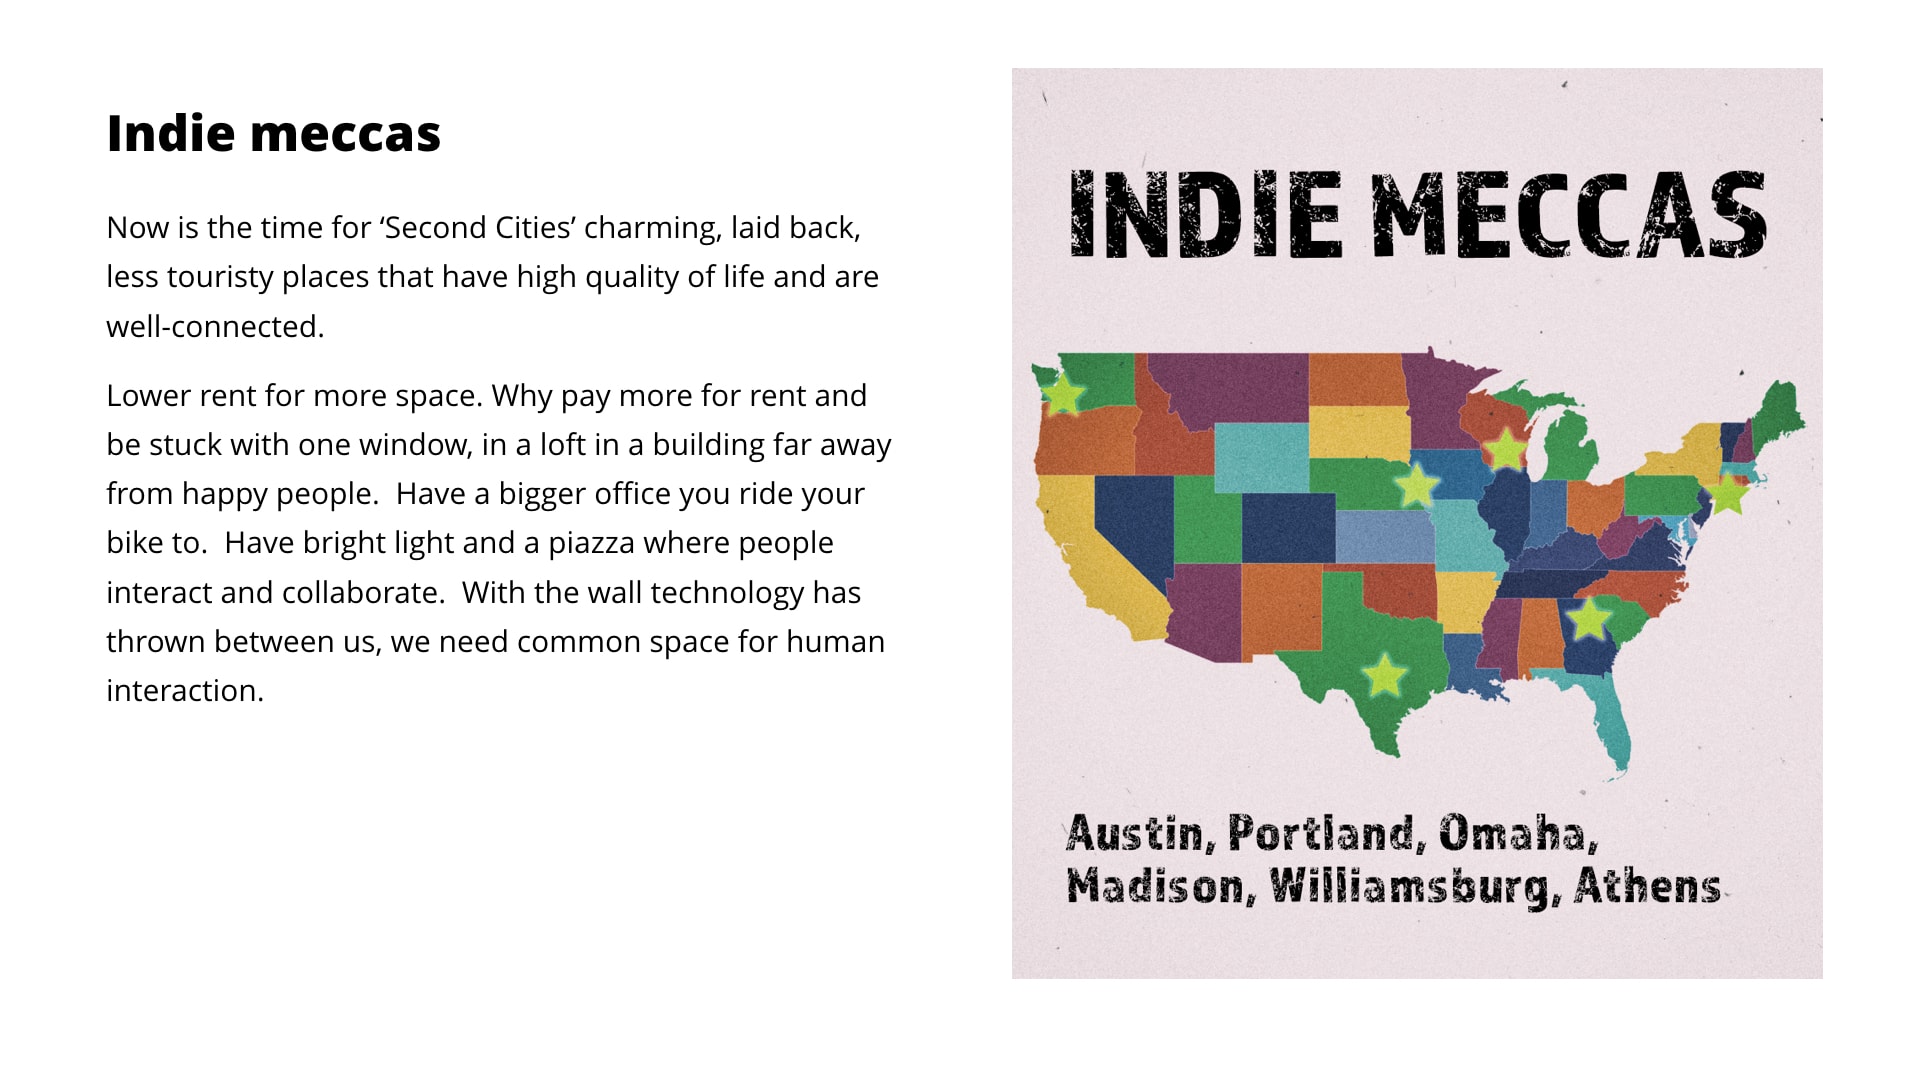 Indie meccas
Now is the time for ‘Second Cities’ charming, laid back,
less touristy places that have high quality of life and are
well-connected.
Lower rent for more space. Why pay more for rent and
be stuck with one window, in a loft in a building far away
from happy people.  Have a bigger office you ride your
bike to.  Have bright light and a piazza where people
interact and collaborate.  With the wall technology has
thrown between us, we need common space for human
interaction.
INDIE MECCAS
Austin, Portland, Omaha,
Madison, Williamsburg, Athens